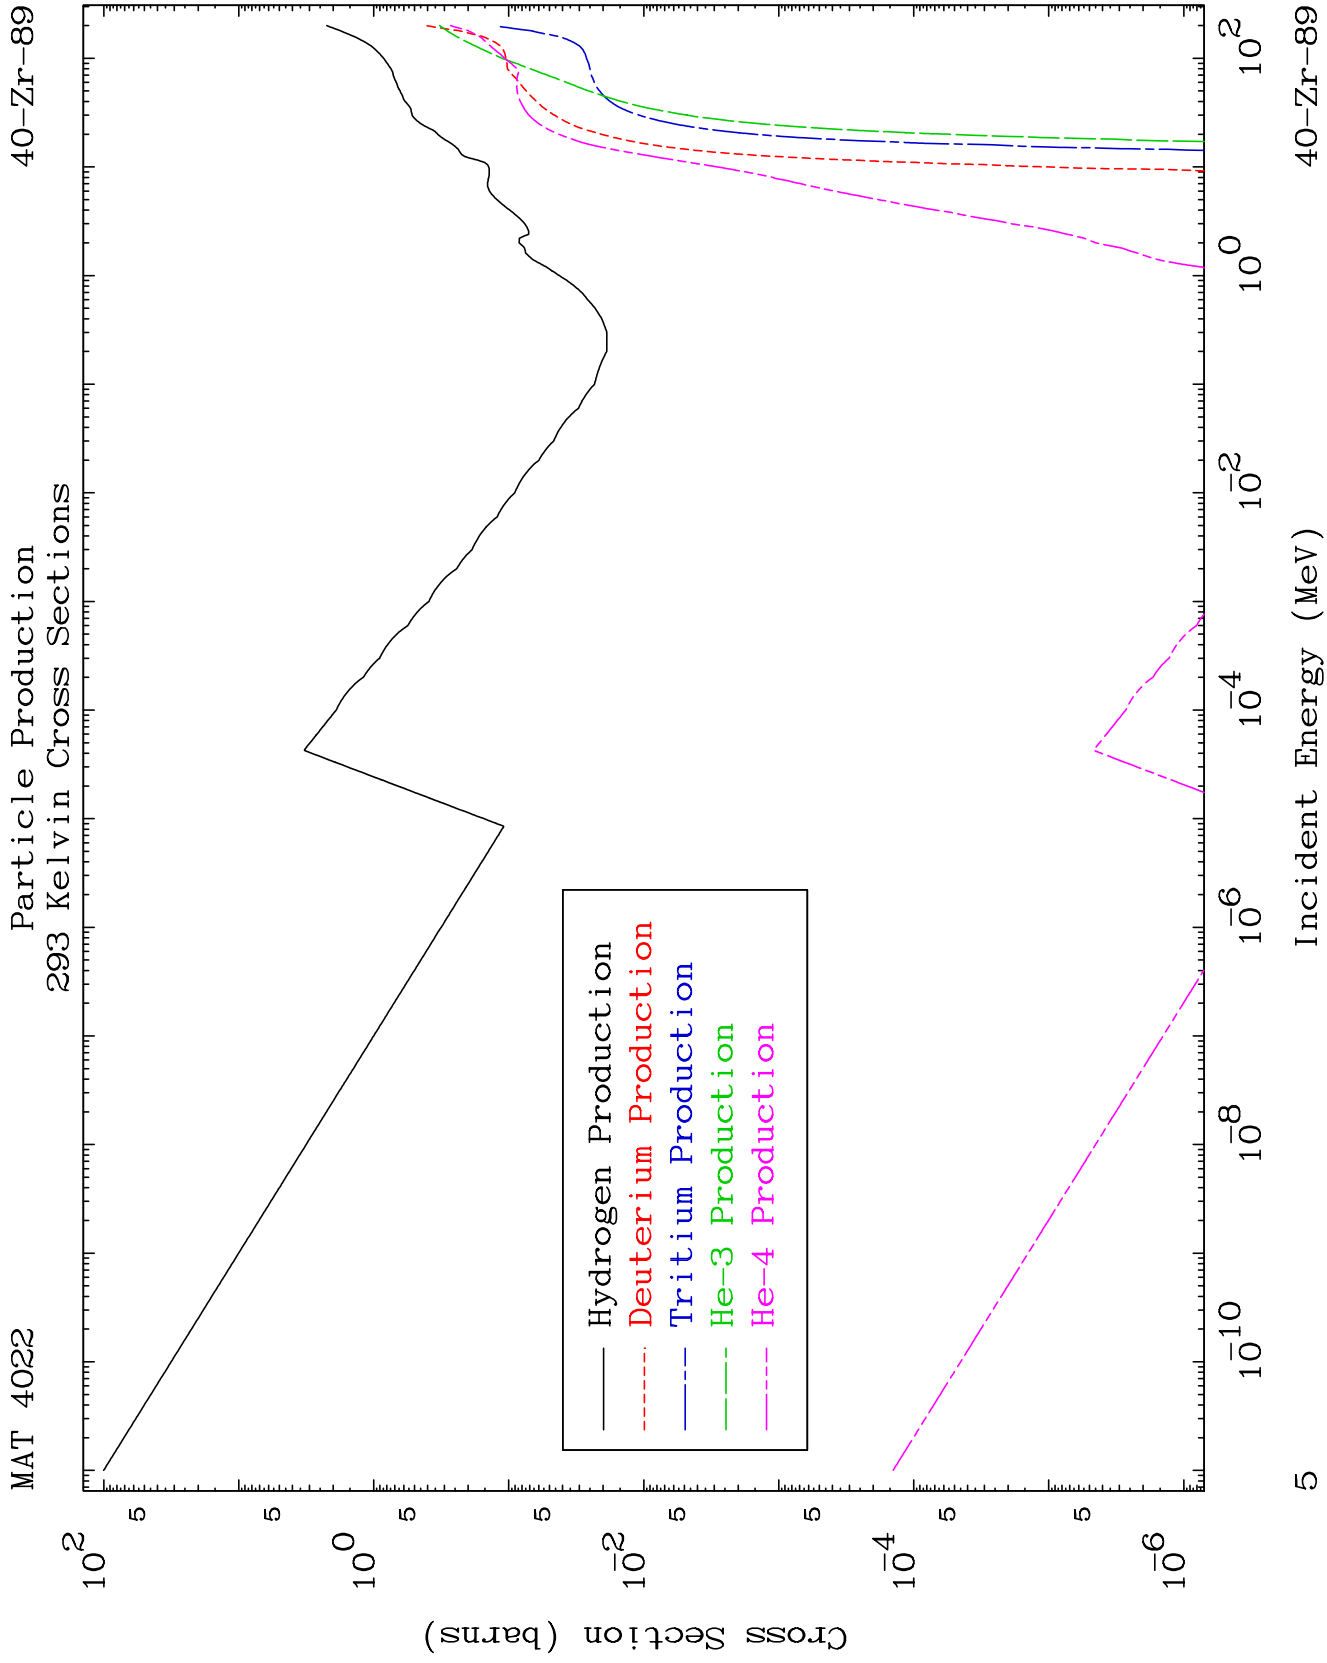 MAT 4022
Particle Production
40-Zr-89
293 Kelvin Cross Sections
Cross Section (barns)
10^2
5
5
10^0
5
5
10^-2
5
5
10^-4
5
5
10^-6
Hydrogen Production
Deuterium Production
Tritium Production
He-3 Production
He-4 Production
10^-10
10^-8
10^-6
10^-4
10^-2
10^0
10^2
5
Incident Energy (MeV)
40-Zr-89